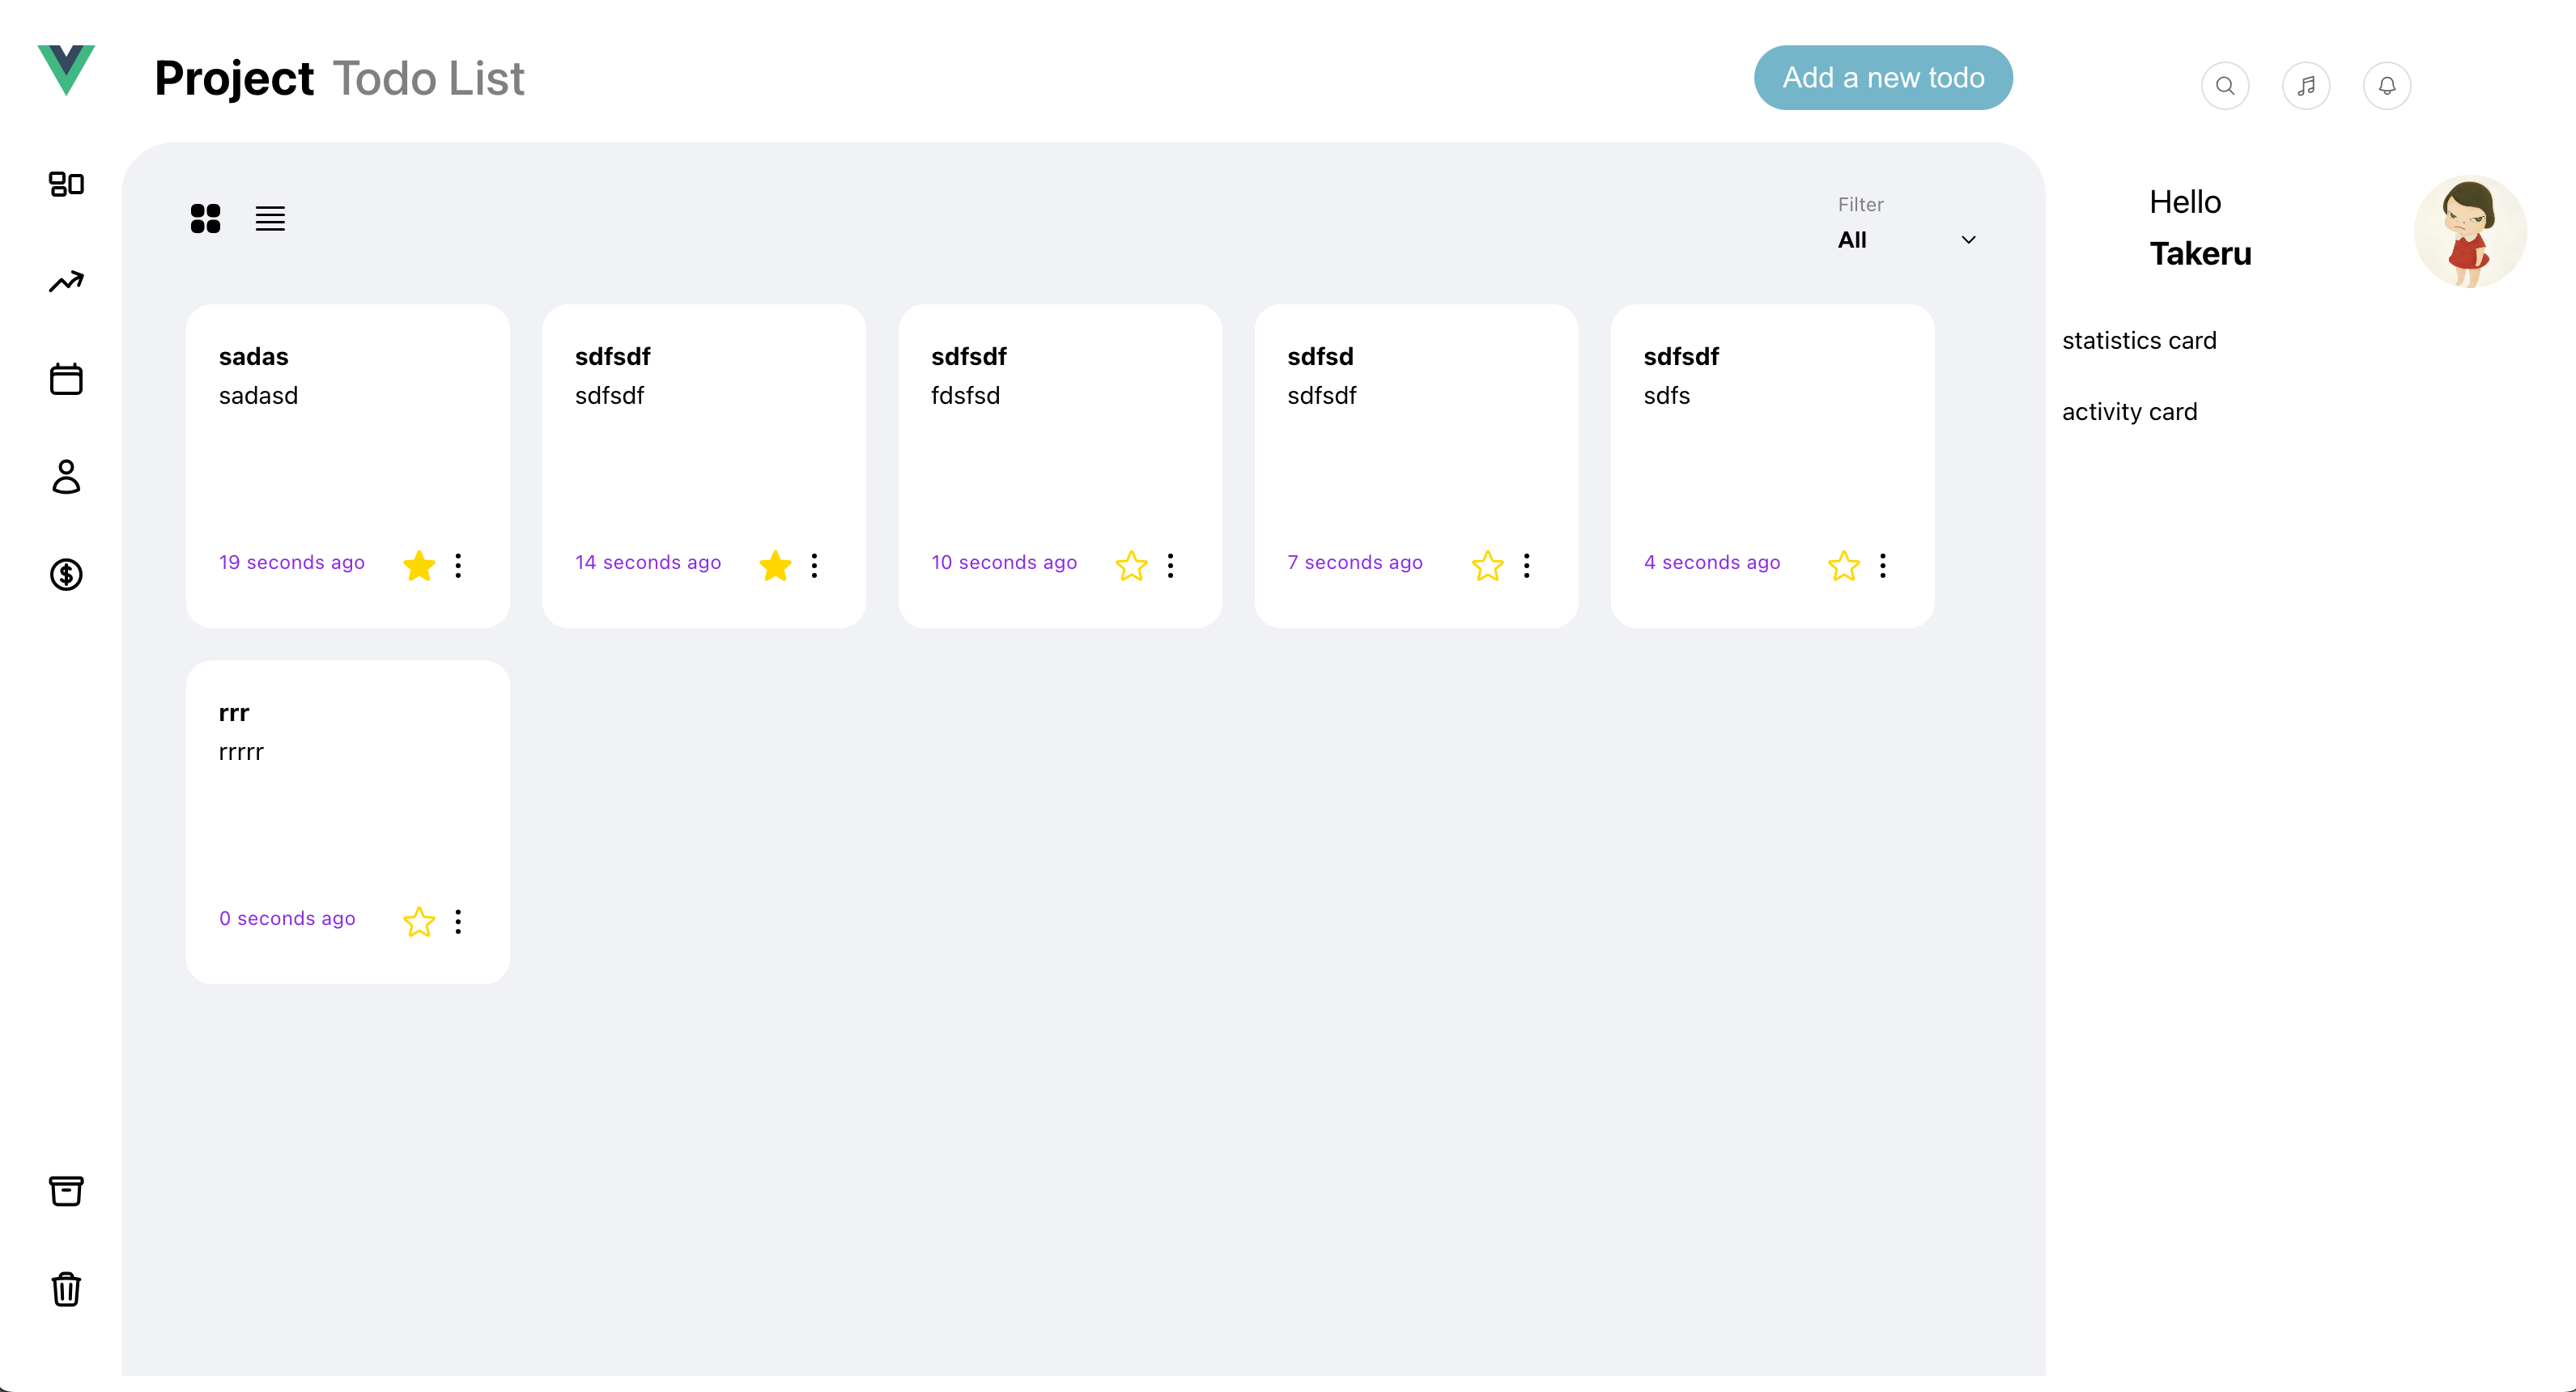 Project Todo List
Add a new todo
Filter
All
Hello
Takeru
statistics card
activity card
sadas
sadasd
19 seconds ago
sdfsdf
sdfsdf
14 seconds ago
sdfsdf
fdsfsd
10 seconds ago
sdfsd
sdfsdf
7 seconds ago
sdfsdf
sdfs
4 seconds ago
rrr
rrrrr
0 seconds ago